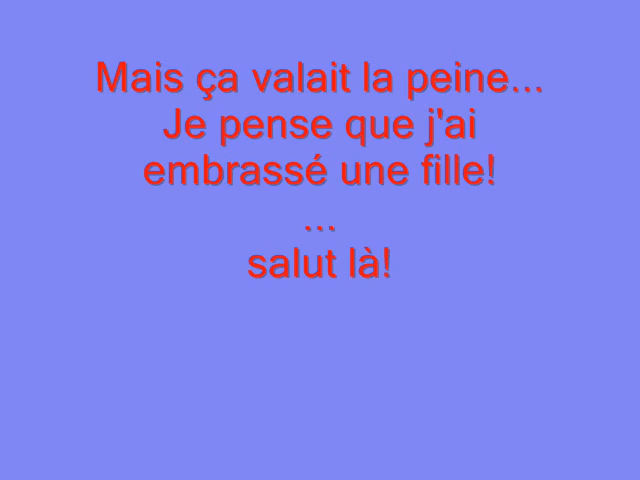 Mais ça valait la peine...
Je pense que j'ai
embrassé une fille!
...
salut là!